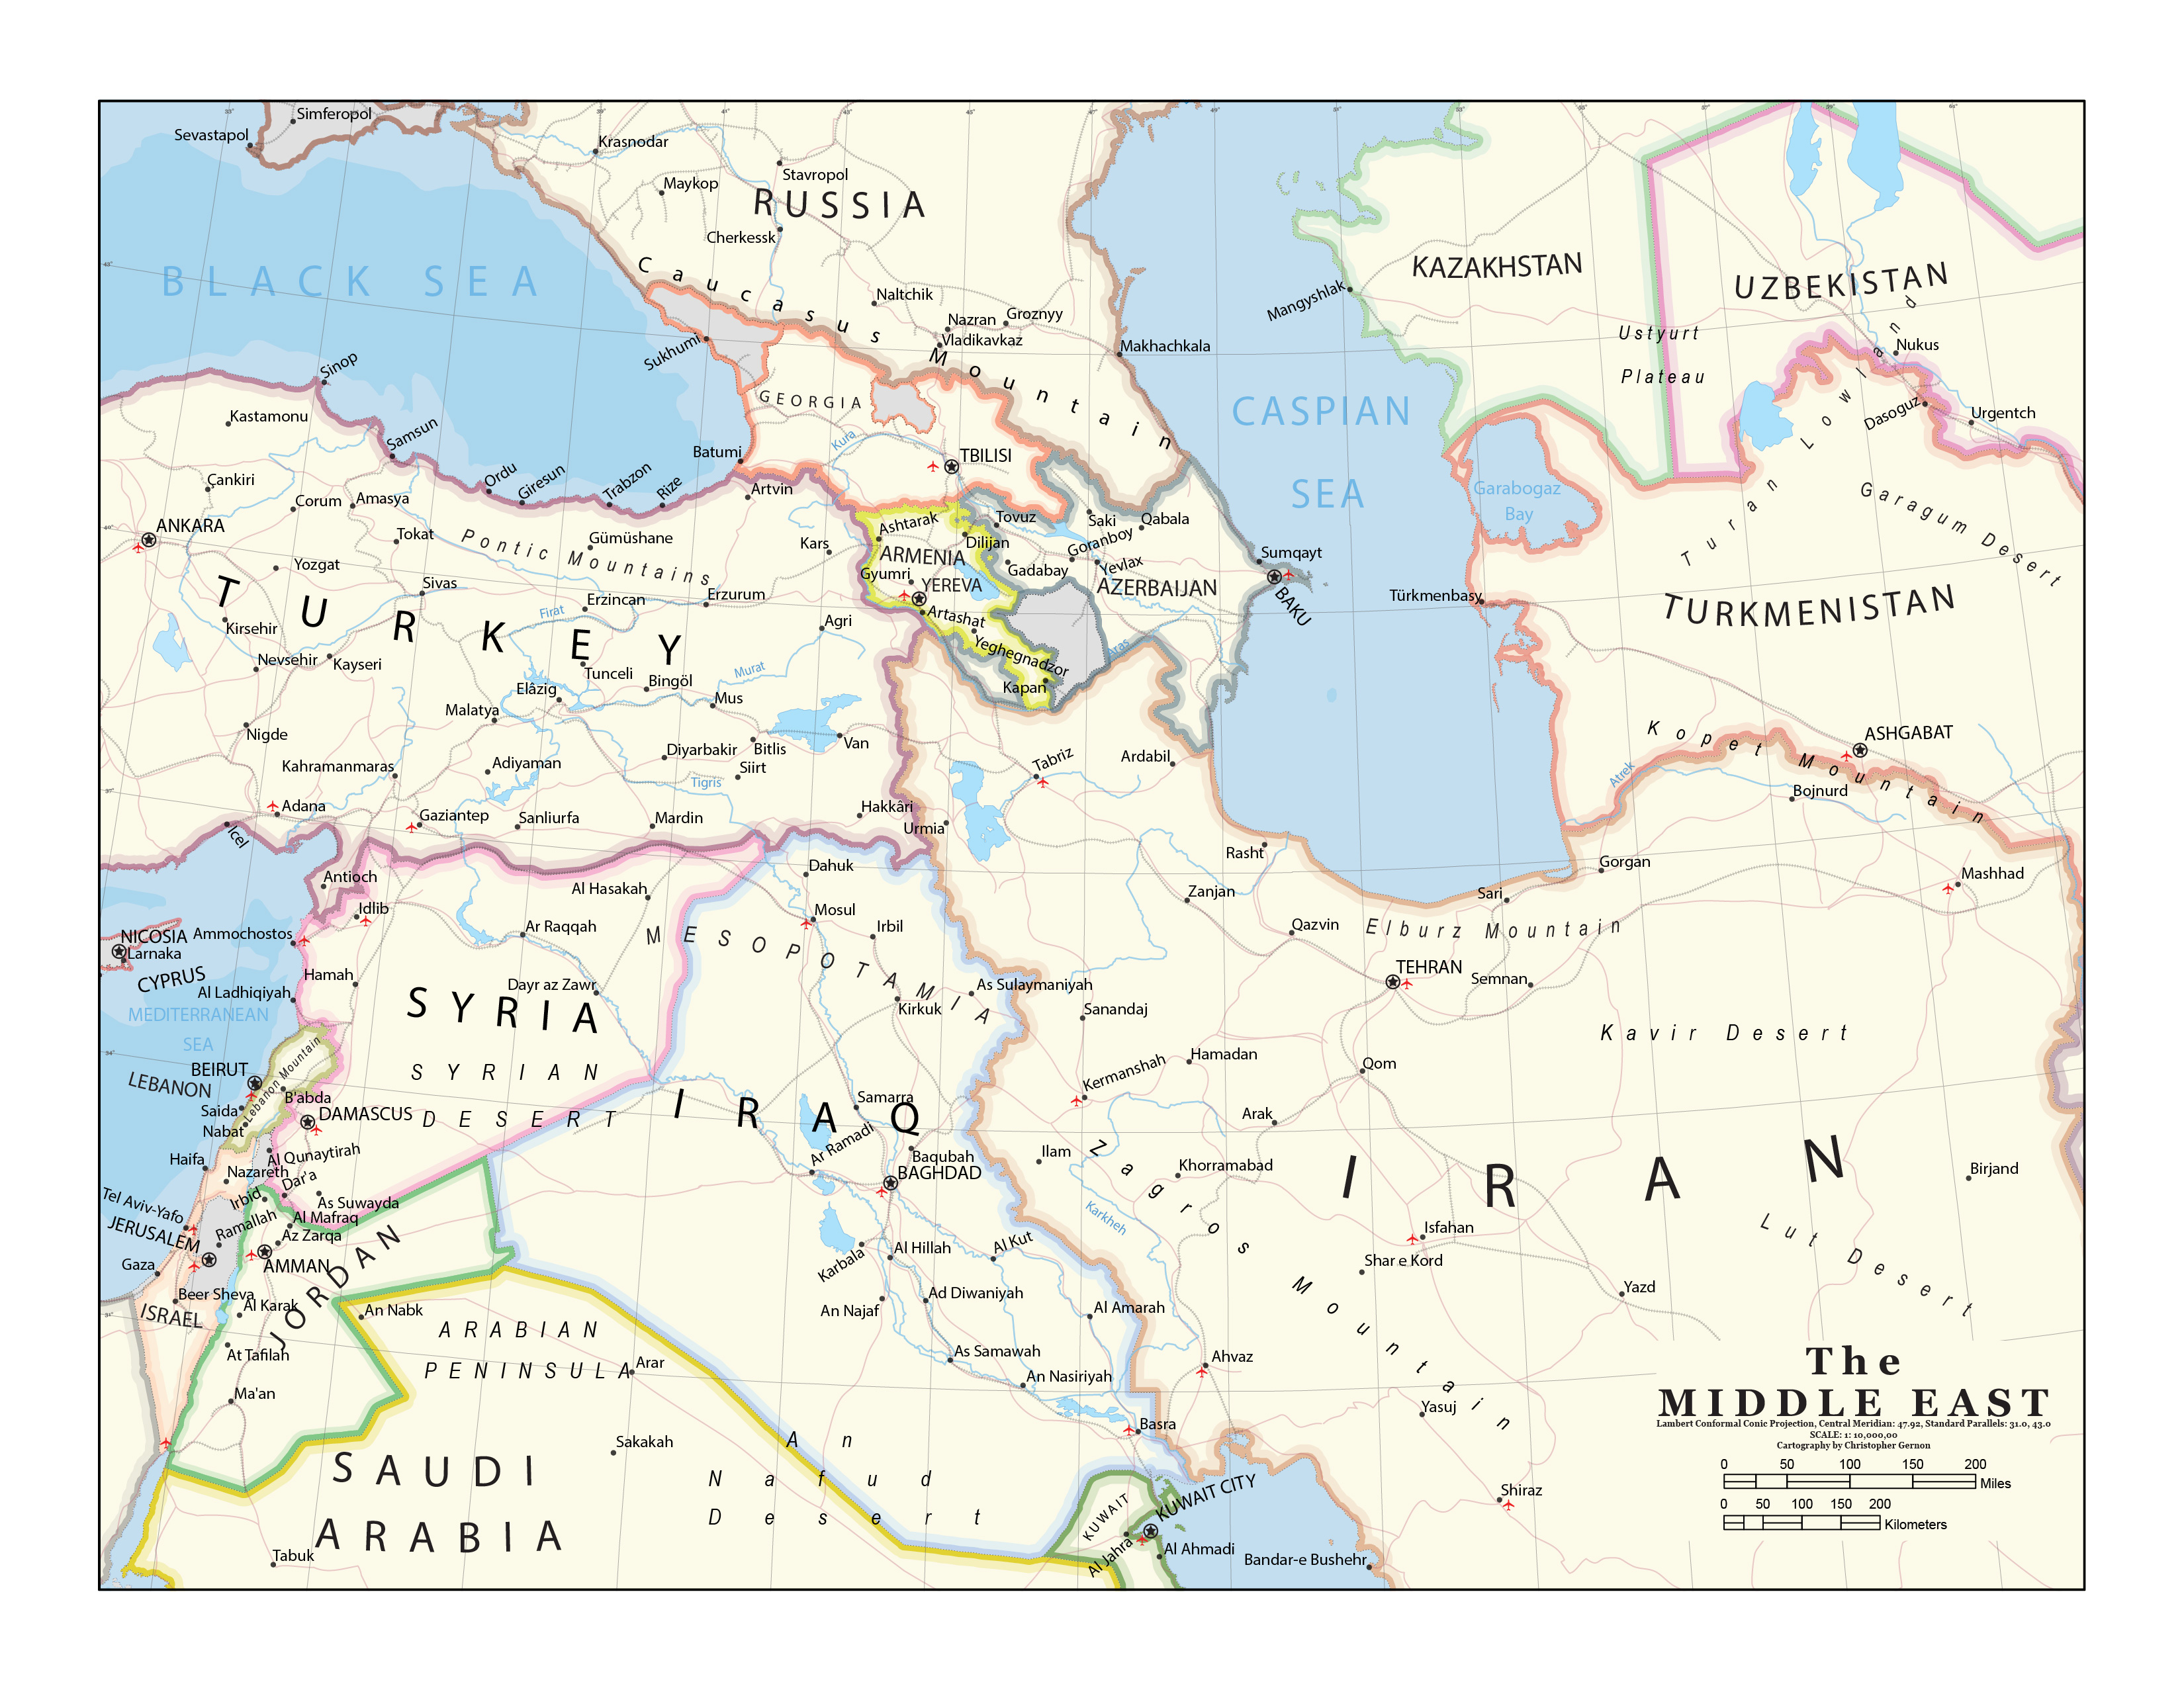 Simferopol
Sevastapol
Krasnodar
Stavropol
Maykop
RUSSIA
Cherkessk
BLACK SEA
Caucasus Mountain
KAZAKHSTAN
UZBEKISTAN
Mangyshlak
Naltchik
Nazran
Groznyy
Vladikavkaz
Makhachkala
Sukhumi
Ustyurt
Plateau
Nukus
Sinop
GEORGIA
CASPIAN
SEA
Dasoguz
Urgentch
Kastamonu
Samsun
Batumi
Kura
TBILISI
Turan Lowland
Çankiri
Ordu
Giresun
Trabzon
Rize
Artvin
Garabogaz
Bay
Garagum Desert
Corum
Amasya
ANKARA
Tokat
Pontic Mountains
Gümüshane
Kars
Ashtarak
Tovuz
Saki
Qabala
Dilijan
Goranboy
ARMENIA
Gyumri
Gadabay
Yevlax
Sumqayt
YEREVA
AZERBAIJAN
BAKU
Yozgat
Sivas
Erzincan
Erzurum
Firat
TURKEY
Kirsehir
Agri
Artashat
Yeghegnadzor
Aras
Kapan
Türkmenbasy
TURKMENISTAN
Nevsehir
Kayseri
Tunceli
Bingöl
Murat
Elâzig
Malatya
Mus
Nigde
Diyarbakir
Bitlis
Van
Siirt
Adiyaman
Kahramanmaras
Tigris
Tabriz
Ardabil
Kopet Mountain
ASHGABAT
Atrek
Bojnurd
Adana
Gaziantep
Sanliurfa
Mardin
Hakkâri
Urmia
Icel
Rasht
Gorgan
Mashhad
Antioch
Al Hasakah
Dahuk
Zanjan
Sari
Idlib
Mosul
Irbil
Qazvin
Elburz Mountain
NICOSIA
Ammochostos
Larnaka
Ar Raqqah
MESOPOTAMIA
CYPRUS
Hamah
Al Ladhiqiyah
Dayr az Zawr
As Sulaymaniyah
Kirkuk
TEHRAN
Semnan
MEDITERRANEAN
SEA
SYRIA
Sanandaj
Kavir Desert
BEIRUT
LEBANON
Lebanon Mountain
SYRIAN
DESERT
Hamadan
Qom
Kermanshah
B'abda
Saida
DAMASCUS
Nabat
IRAQ
Samarra
Arak
Haifa
Al Qunaytirah
Nazareth
Ar Ramadi
Baqubah
BAGHDAD
Ilam
Khorramabad
Zagros Mountain
IRAN
Birjand
Tel Aviv-Yafo
Irbid
Dar'a
As Suwayda
JERUSALEM
Ramallah
Al Mafraq
Az Zarqa
Karkheh
Isfahan
Lut Desert
Gaza
AMMAN
JORDAN
Karbala
Al Hillah
Al Kut
Shar e Kord
Yazd
Beer Sheva
Al Karak
ISRAEL
An Nabk
An Najaf
Ad Diwaniyah
Al Amarah
At Tafilah
ARABIAN
PENINSULA
Arar
As Samawah
An Nasiriyah
Ahvaz
Ma'an
Yasuj
Basra
Sakakah
An
Nafud
Desert
SAUDI
ARABIA
Tabuk
KUWAIT
KUWAIT CITY
Al Jahra
Al Ahmadi
Bandar-e Bushehr
Shiraz
The
MIDDLE EAST
Lambert Conformal Conic Projection, Central Meridian: 47.92, Standard Parallels: 31.0, 43.0
SCALE: 1: 10,000,00
Cartography by Christopher Gernon
0 50 100 150 200
Miles
0 50 100 150 200
Kilometers